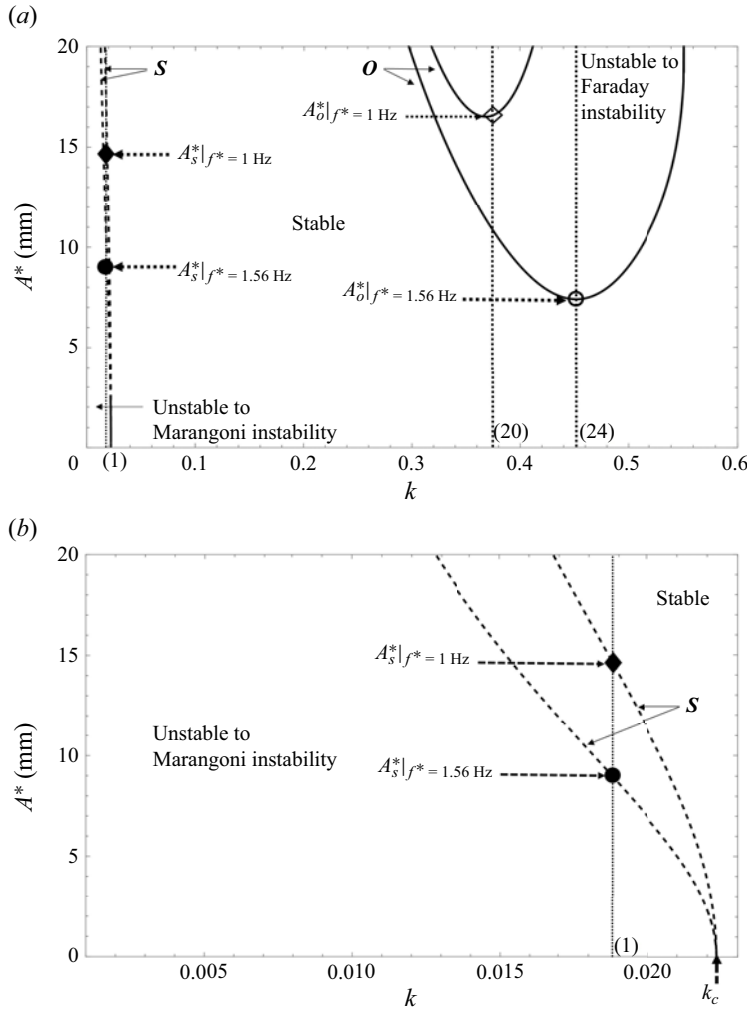 (a)
20
S
O
Unstable to
Faraday
instability
A*o|f* = 1 Hz
15
A*s|f* = 1 Hz
Stable
A* (mm)
10
A*s|f* = 1.56 Hz
A*o|f* = 1.56 Hz
5
Unstable to
Marangoni instability
(20)
(24)
0
(1)
0.1
0.2
0.3
0.4
0.5
0.6
k
(b)
20
Stable
15
A*s|f* = 1 Hz
S
Unstable to
Marangoni instability
A* (mm)
10
A*s|f* = 1.56 Hz
5
(1)
0
0.005
0.010
0.015
0.020
kc
k